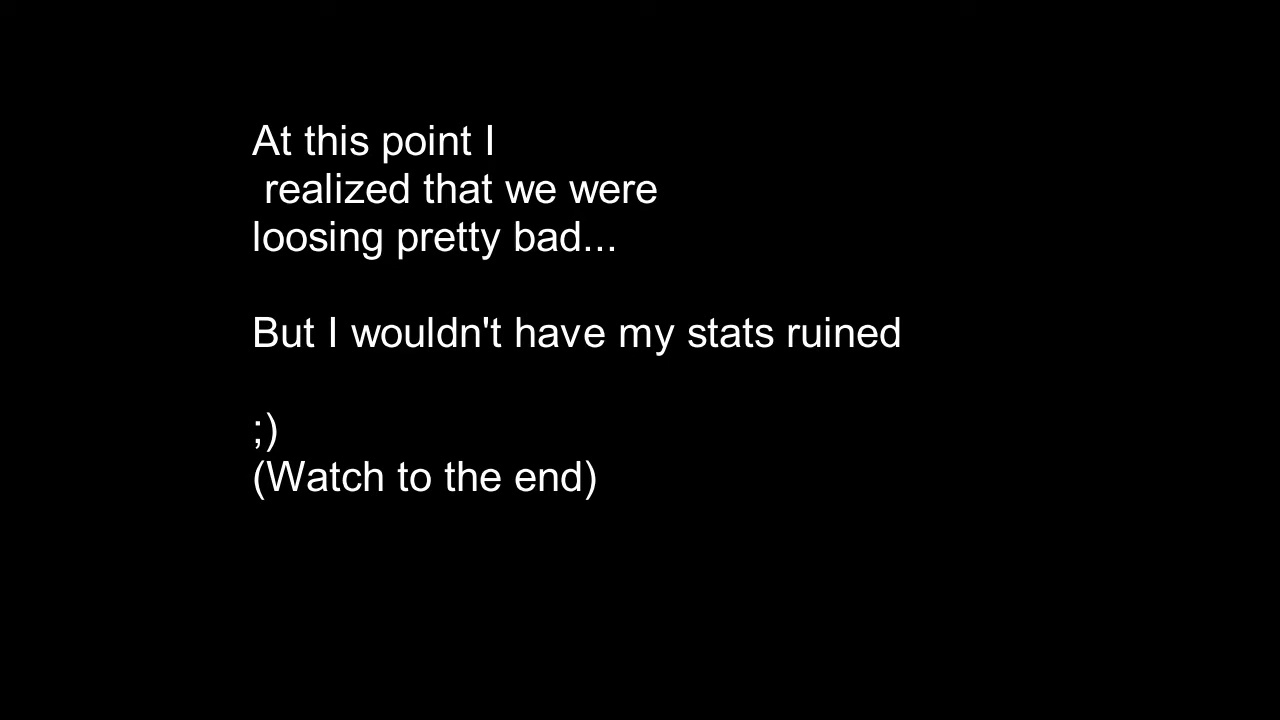 At this point I
realized that we were
loosing pretty bad...
But I wouldn't have my stats ruined
;)
(Watch to the end)